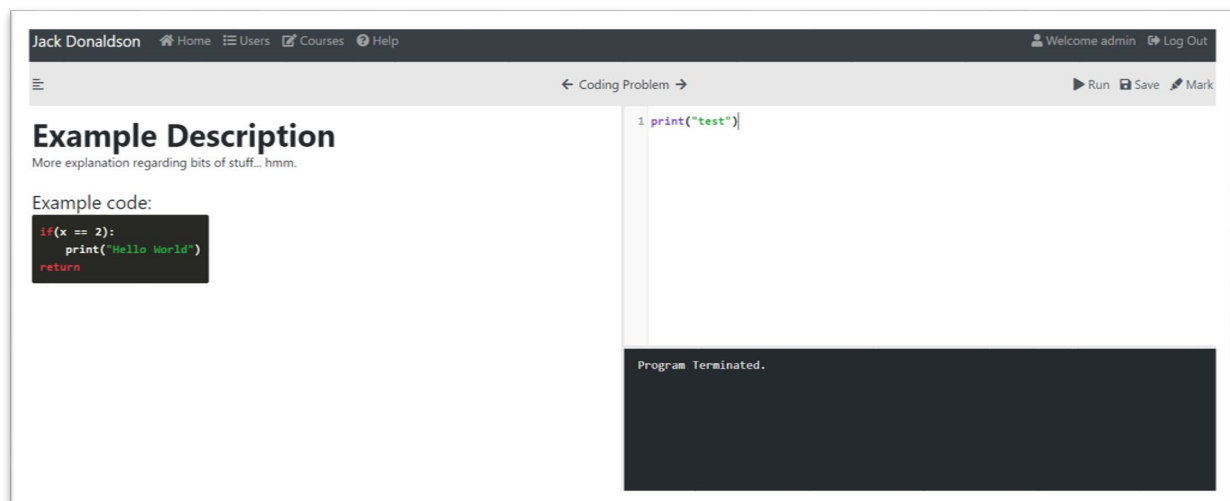 Jack Donaldson Home Users Courses Help Welcome admin Log Out
Coding Problem Run Save Mark
Example Description
More explanation regarding bits of stuff... hmm.
Example code:
if(x == 2):
print("Hello World")
return
1 print("test")
Program Terminated.